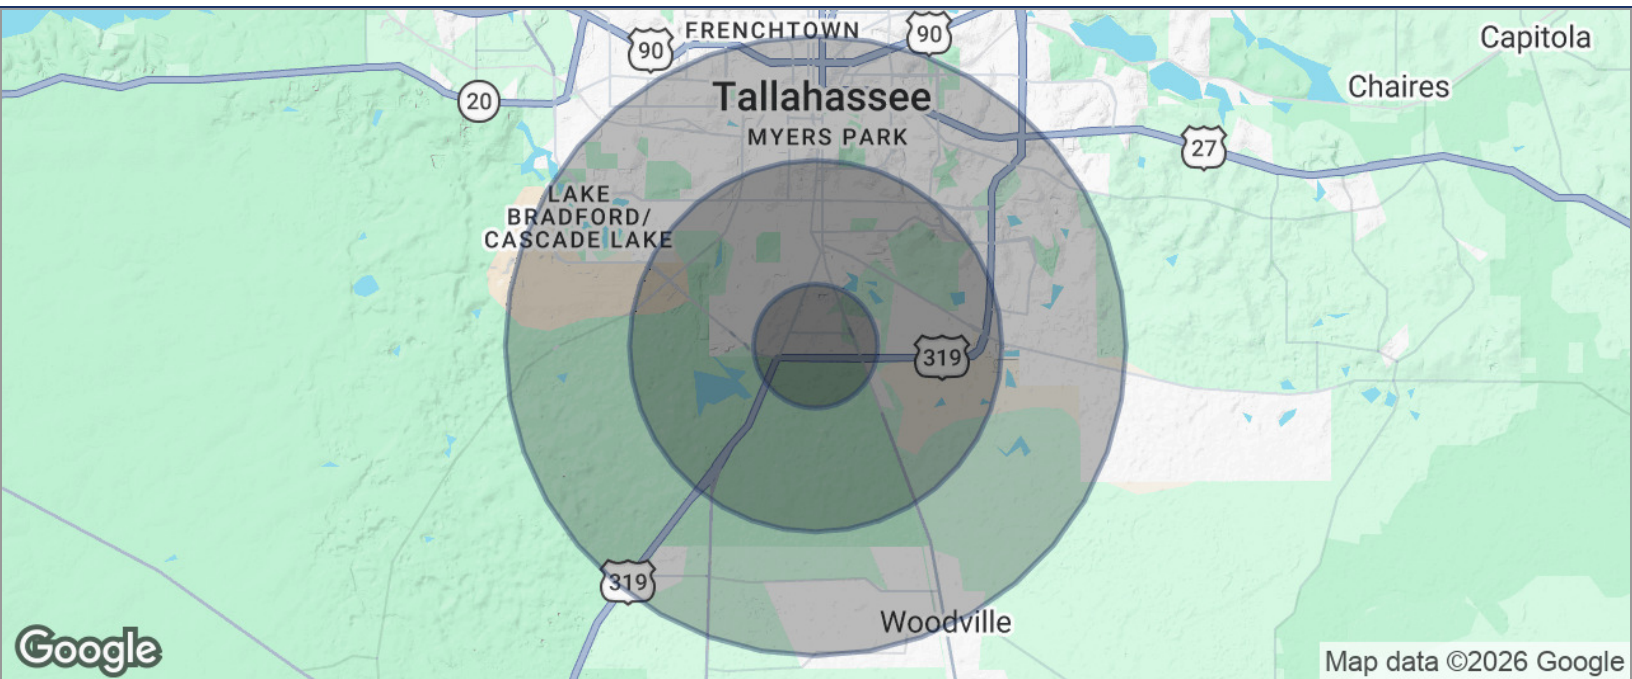 FRENCHTOWN
90
90
Capitola
Chaires
20
Tallahassee
MYERS PARK
27
LAKE
BRADFORD/
CASCADE LAKE
319
319
Woodville
Google
Map data ©2026 Google